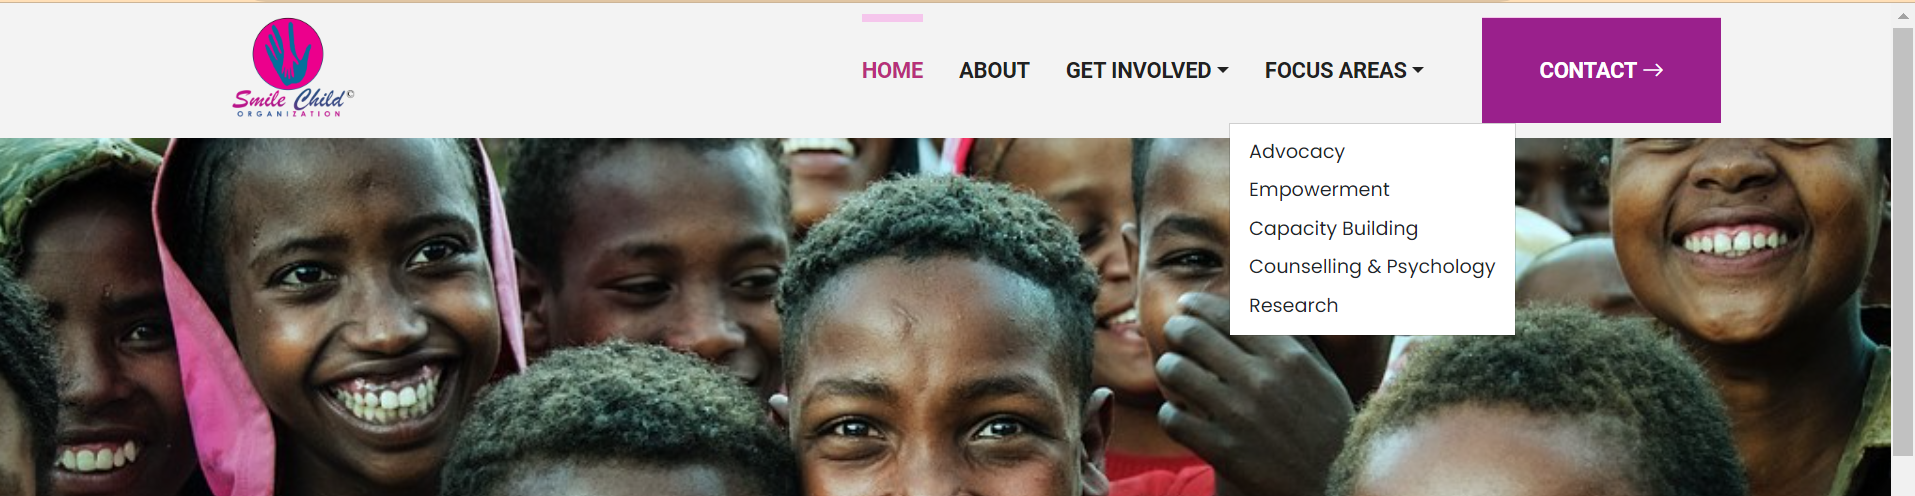 Smile Child©
ORGANIZATION
HOME ABOUT GET INVOLVED FOCUS AREAS CONTACT →
Advocacy
Empowerment
Capacity Building
Counselling & Psychology
Research